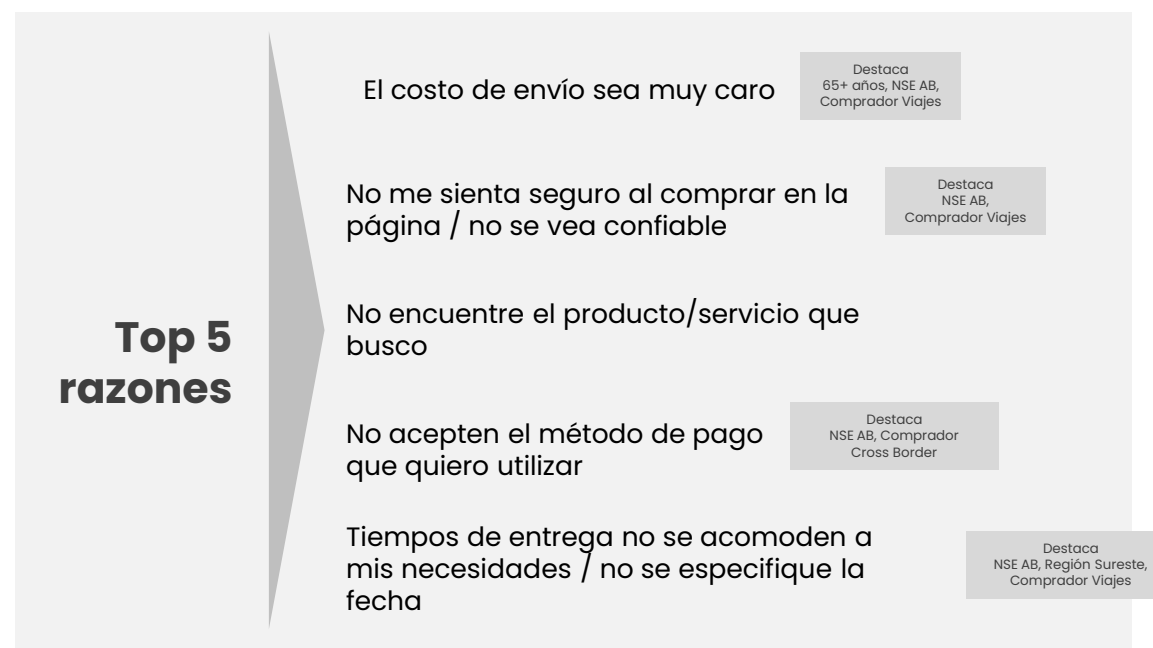 Top 5
razones
El costo de envío sea muy caro
Destaca
65+ años, NSE AB,
Comprador Viajes
No me sienta seguro al comprar en la
página / no se vea confiable
Destaca
NSE AB,
Comprador Viajes
No encuentre el producto/servicio que
busco
No acepten el método de pago
que quiero utilizar
Destaca
NSE AB, Comprador
Cross Border
Tiempos de entrega no se acomoden a
mis necesidades / no se especifique la
fecha
Destaca
NSE AB, Región Sureste,
Comprador Viajes